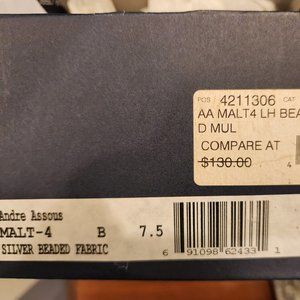 POS 4211306 CAT
AA MALT4 LH BEA
D MUL
COMPARE AT
$130.00
4
Andre Assous
MALT-4 B 7.5
SILVER BEADED FABRIC
6 91098 62433 1